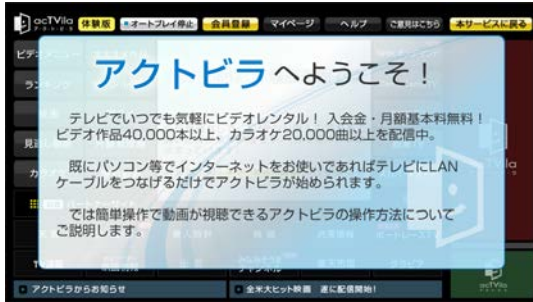 acTVila
アクトビラ
体験版
オートプレイ停止
会員登録
マイページ
ヘルプ
ご意見はこちら
本サービスに戻る
アクトビラへようこそ！
テレビでいつでも気軽にビデオレンタル！ 入会金・月額基本料無料！
ビデオ作品40,000本以上、カラオケ20,000曲以上を配信中。
既にパソコン等でインターネットをお使いであればテレビにLAN
ケーブルをつなげるだけでアクトビラが始められます。
では簡単操作で動画が視聴できるアクトビラの操作方法について
ご説明します。
アクトビラからお知らせ
全米大ヒット映画 遂に配信開始！
acTVila